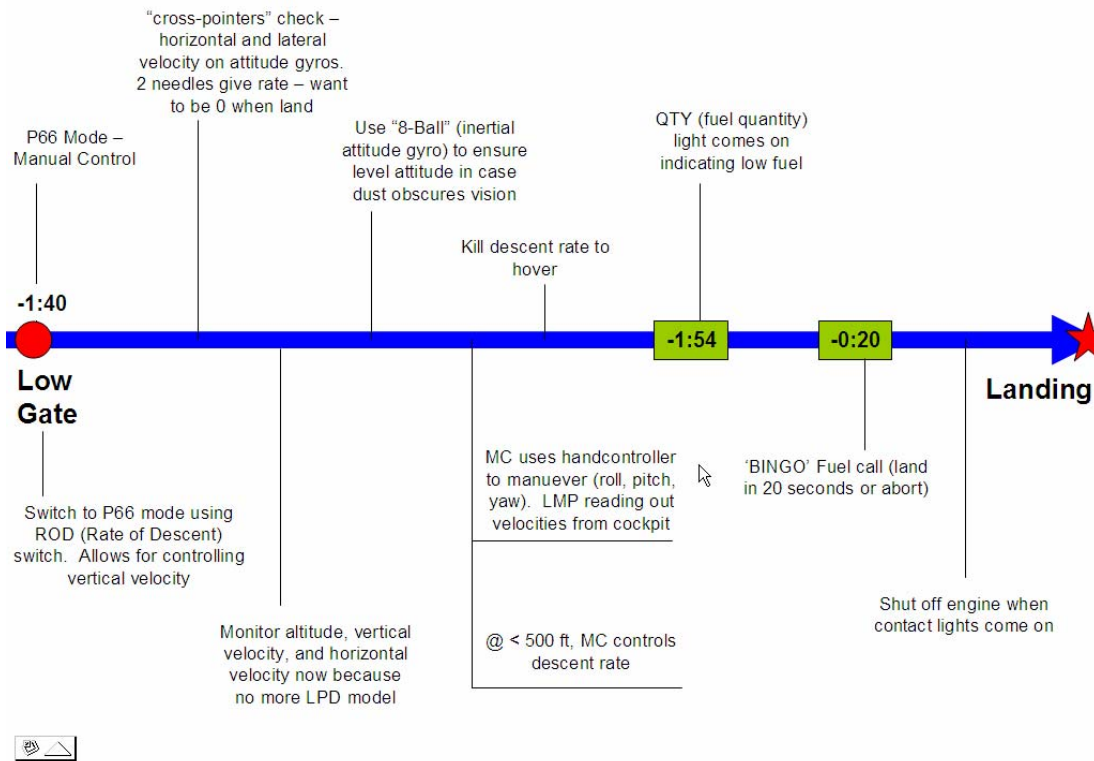 “cross-pointers” check –
horizontal and lateral
velocity on attitude gyros.
2 needles give rate – want
to be 0 when land
P66 Mode –
Manual Control
Use “8-Ball” (inertial
attitude gyro) to ensure
level attitude in case
dust obscures vision
QTY (fuel quantity)
light comes on
indicating low fuel
Kill descent rate to
hover
-1:40
-1:54
-0:20
Low
Gate
Landing
Switch to P66 mode using
ROD (Rate of Descent)
switch. Allows for controlling
vertical velocity
Monitor altitude, vertical
velocity, and horizontal
velocity now because
no more LPD model
MC uses handcontroller
to manuever (roll, pitch,
yaw). LMP reading out
velocities from cockpit
@ < 500 ft, MC controls
descent rate
‘BINGO’ Fuel call (land
in 20 seconds or abort)
Shut off engine when
contact lights come on